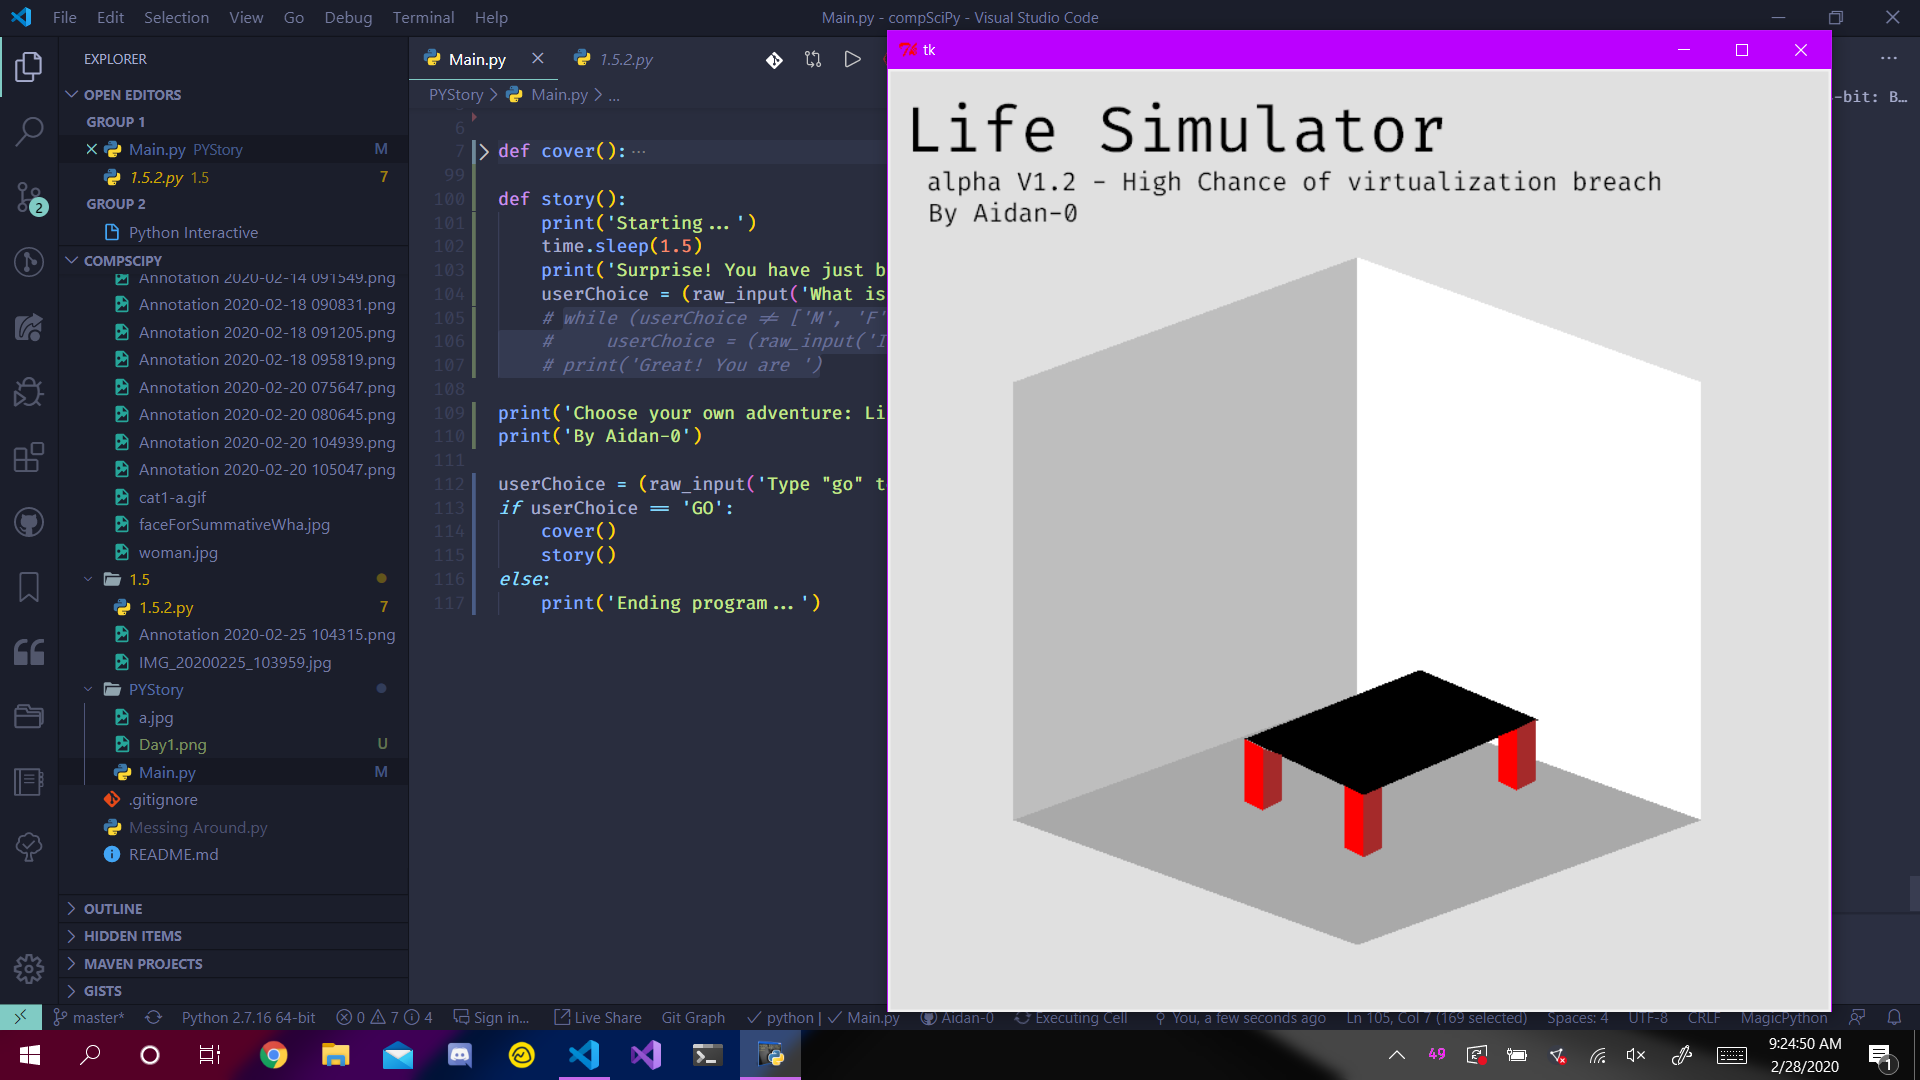 File Edit Selection View Go Debug Terminal Help
Main.py - compSciPy - Visual Studio Code
EXPLORER
OPEN EDITORS
GROUP 1
Main.py PYStory M
1.5.2.py 1.5 7
GROUP 2
Python Interactive
COMPSCIPY
Annotation 2020-02-14 091549.png
Annotation 2020-02-18 090831.png
Annotation 2020-02-18 091205.png
Annotation 2020-02-18 095819.png
Annotation 2020-02-20 075647.png
Annotation 2020-02-20 080645.png
Annotation 2020-02-20 104939.png
Annotation 2020-02-20 105047.png
cat1-a.gif
faceForSummativeWha.jpg
woman.jpg
1.5
1.5.2.py 7
Annotation 2020-02-25 104315.png
IMG_20200225_103959.jpg
PYStory
a.jpg
Day1.png U
Main.py M
.gitignore
Messing Around.py
README.md
OUTLINE
HIDDEN ITEMS
MAVEN PROJECTS
GISTS
2
Main.py 1.5.2.py
PYStory > Main.py > ...
6
7 def cover(): ...
99
100 def story():
101 print('Starting...')
102 time.sleep(1.5)
103 print('Surprise! You have just b
104 userChoice = (raw_input('What is
105 # while (userChoice != ['M', 'F'
106 # userChoice = (raw_input('I
107 # print('Great! You are ')
108
109 print('Choose your own adventure: Li
110 print('By Aidan-0')
111
112 userChoice = (raw_input('Type "go" t
113 if userChoice == 'GO':
114 cover()
115 story()
116 else:
117 print('Ending program...')
-bit: B...
tk
Life Simulator
alpha V1.2 - High Chance of virtualization breach
By Aidan-0
master* Python 2.7.16 64-bit 0 7 4 Sign in... Live Share Git Graph python | Main.py Aidan-0 Executing Cell You, a few seconds ago Ln 105, Col 7 (169 selected) Spaces: 4 UTF-8 CRLF MagicPython
49
9:24:50 AM
2/28/2020
1